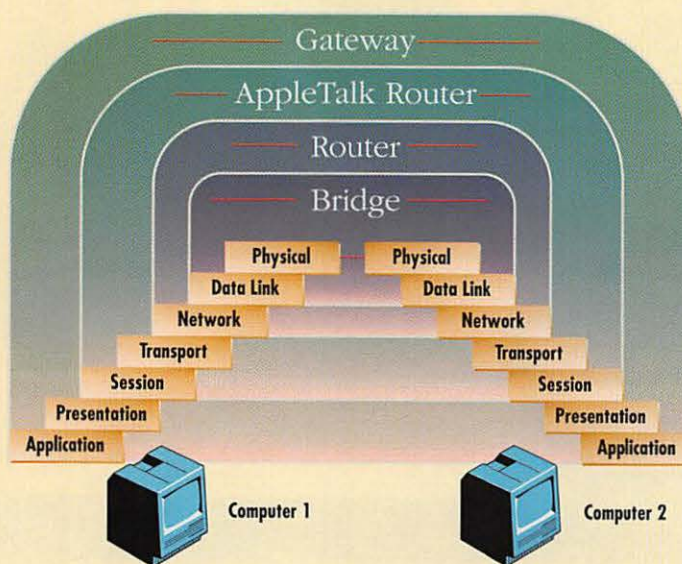 Gateway
AppleTalk Router
Router
Bridge
Physical Physical
Data Link Data Link
Network Network
Transport Transport
Session Session
Presentation Presentation
Application Application
Computer 1 Computer 2